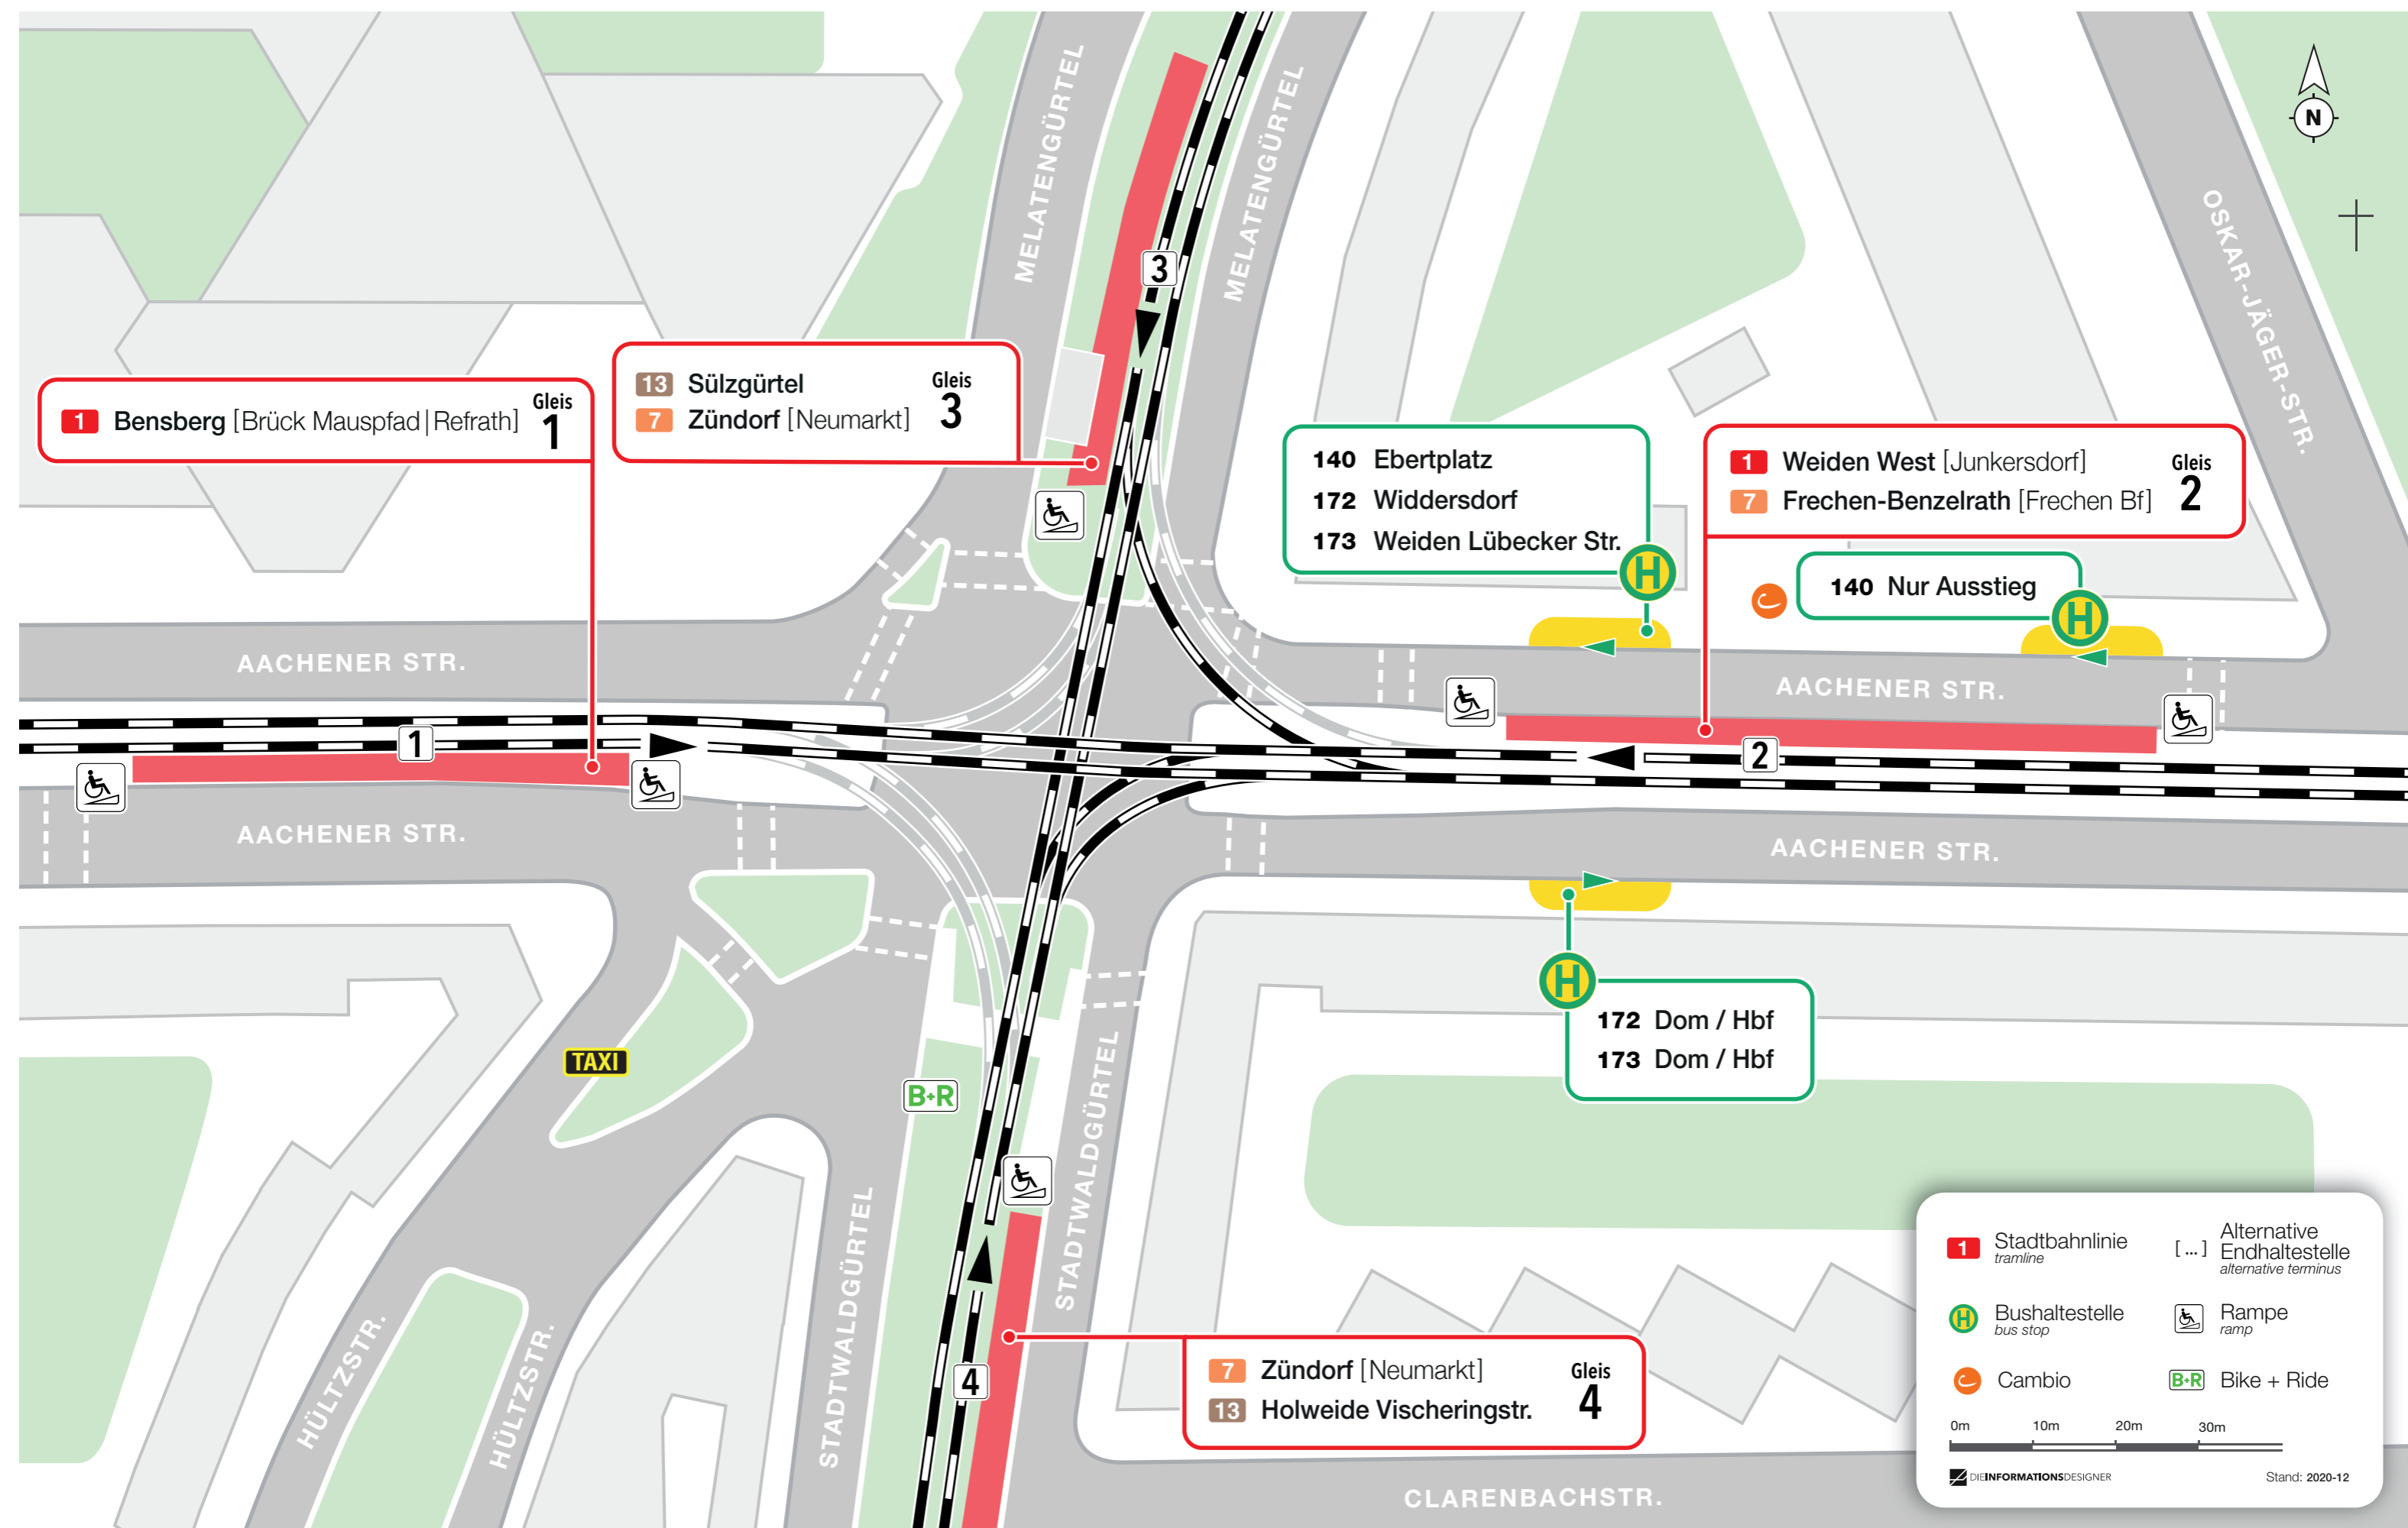 MELATENGÜRTEL
MELATENGÜRTEL
N
OSKAR-JÄGER-STR.
3
1 Bensberg [Brück Mauspfad|Refrath] Gleis 1
13 Sülzgürtel
7 Zündorf [Neumarkt]
Gleis
3
140 Ebertplatz
172 Widdersdorf
173 Weiden Lübecker Str.
H
1 Weiden West [Junkersdorf]
7 Frechen-Benzelrath [Frechen Bf]
Gleis
2
140 Nur Ausstieg
H
AACHENER STR.
AACHENER STR.
1
2
AACHENER STR.
AACHENER STR.
H
172 Dom / Hbf
173 Dom / Hbf
TAXI
B+R
STADTWALDGÜRTEL
STADTWALDGÜRTEL
HÜLTZSTR.
HÜLTZSTR.
4
7 Zündorf [Neumarkt]
13 Holweide Vischeringstr.
Gleis
4
CLARENBACHSTR.
1 Stadtbahnlinie
tramline
[ ... ] Alternative
Endhaltestelle
alternative terminus
H Bushaltestelle
bus stop
Rampe
ramp
Cambio
B+R Bike + Ride
0m 10m 20m 30m
DIEINFORMATIONSDESIGNER
Stand: 2020-12